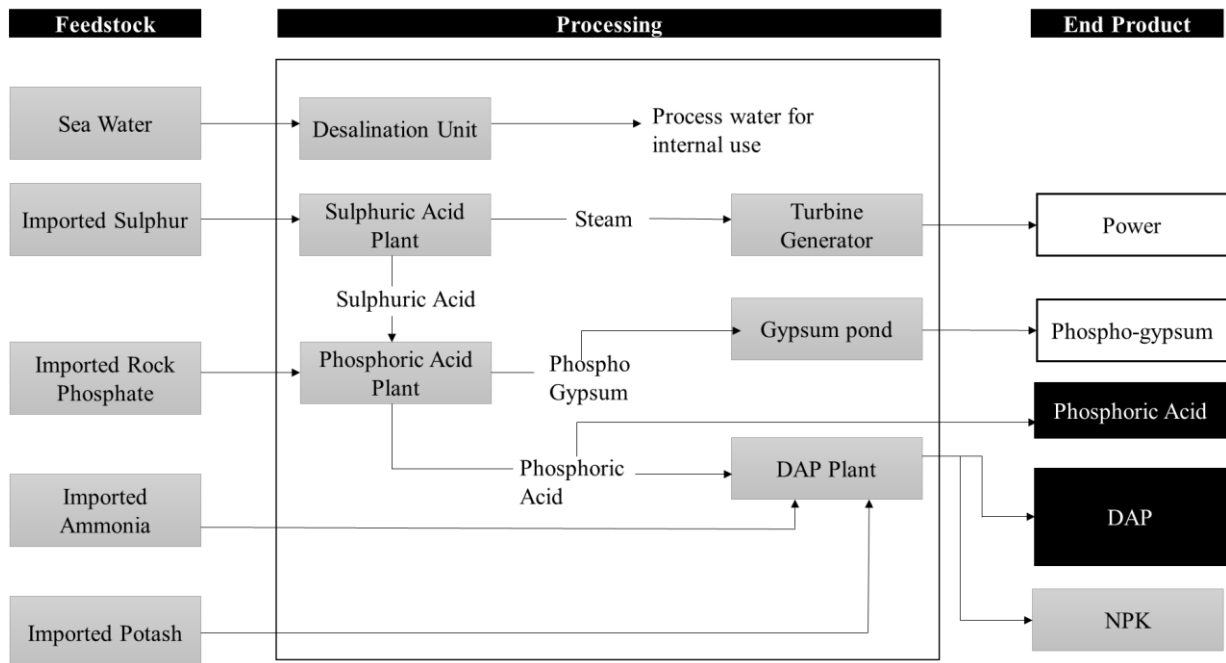 Feedstock
Processing
End Product
Sea Water
Desalination Unit
Process water for
internal use
Imported Sulphur
Sulphuric Acid
Plant
Steam
Turbine
Generator
Power
Sulphuric Acid
Imported Rock
Phosphate
Phosphoric Acid
Plant
Phospho
Gypsum
Gypsum pond
Phospho-gypsum
Phosphoric Acid
Phosphoric
Acid
DAP Plant
Imported
Ammonia
DAP
Imported Potash
NPK